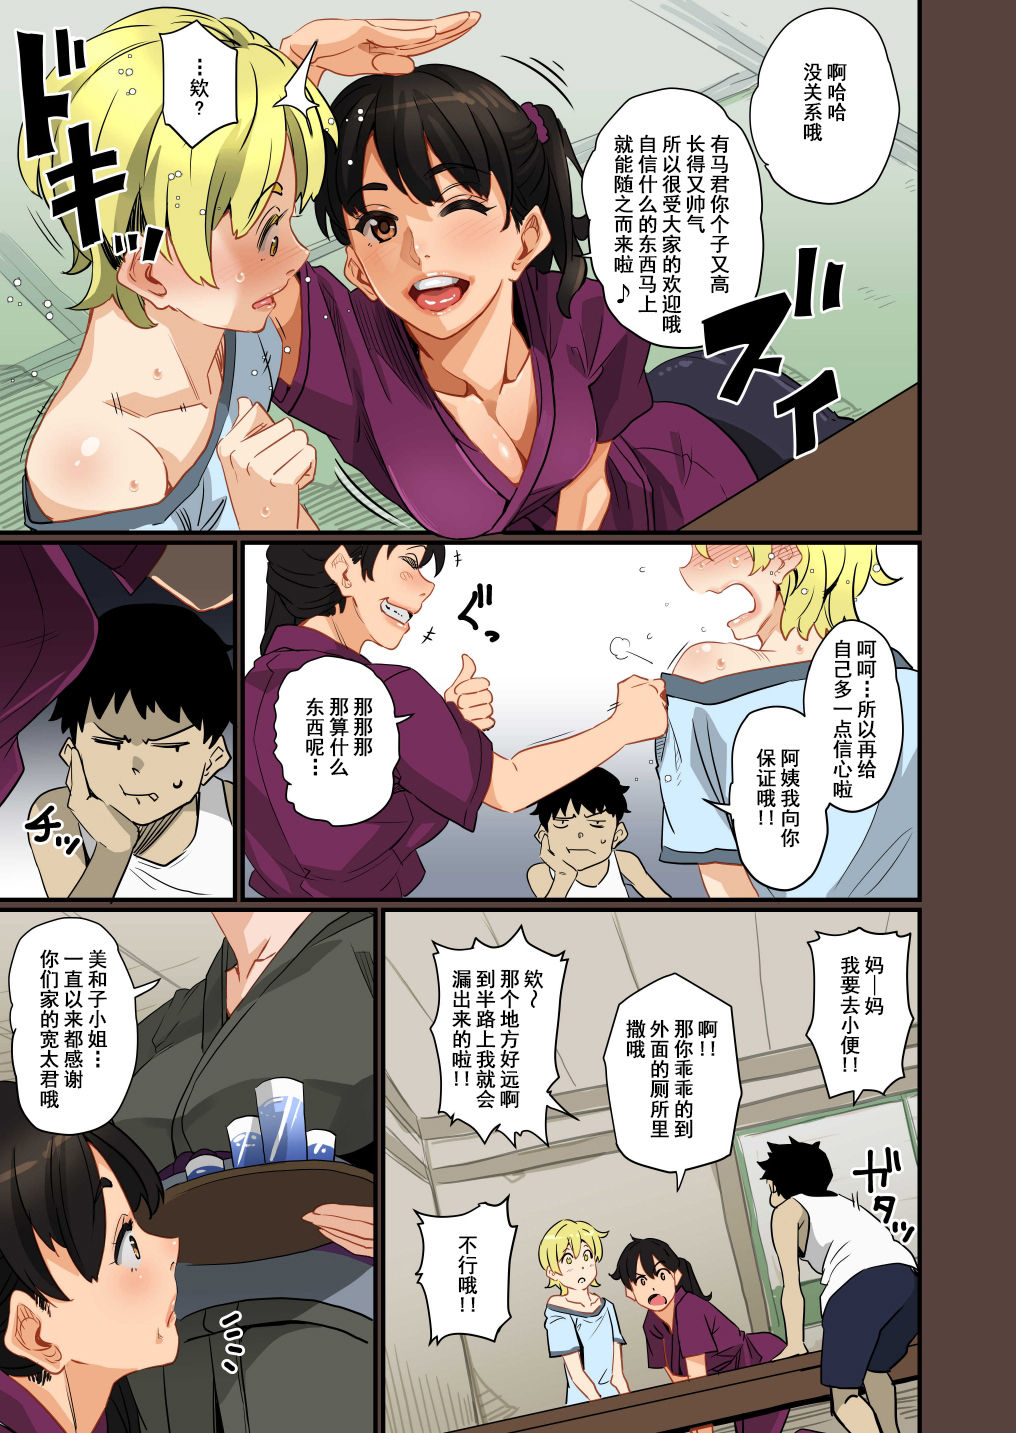 啊哈哈
没关系哦
有马君你个子又高
长得又帅气
所以很受大家的欢迎哦
自信什么的东西马上
就能随之而来啦♪
…欸?
ドキッ
ズイ
呵呵…所以再给
自己多一点信心啦
阿姨我向你
保证哦!!
ぐっ
那那那
那算什么
东西呢…
チッ
妈—妈
我要去小便!!
啊!!
那你乖乖的到
外面的厕所里
撒哦
欸~
那个地方好远啊
到半路上我就会
漏出来的啦!!
不行哦!!
ガタッ
美和子小姐…
一直以来都感谢
你们家的宽太君哦